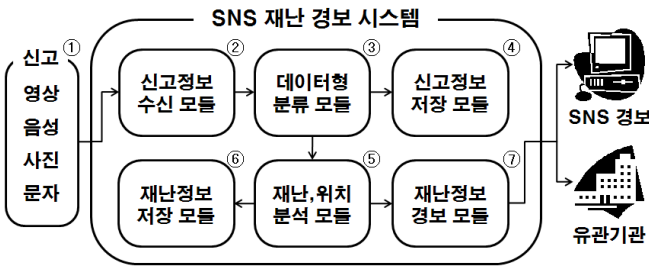 SNS 재난 경보 시스템
①
신고
영상
음성
사진
문자
②
신고정보
수신 모듈
③
데이터형
분류 모듈
④
신고정보
저장 모듈
⑥
재난정보
저장 모듈
⑤
재난,위치
분석 모듈
⑦
재난정보
경보 모듈
SNS 경보
유관기관